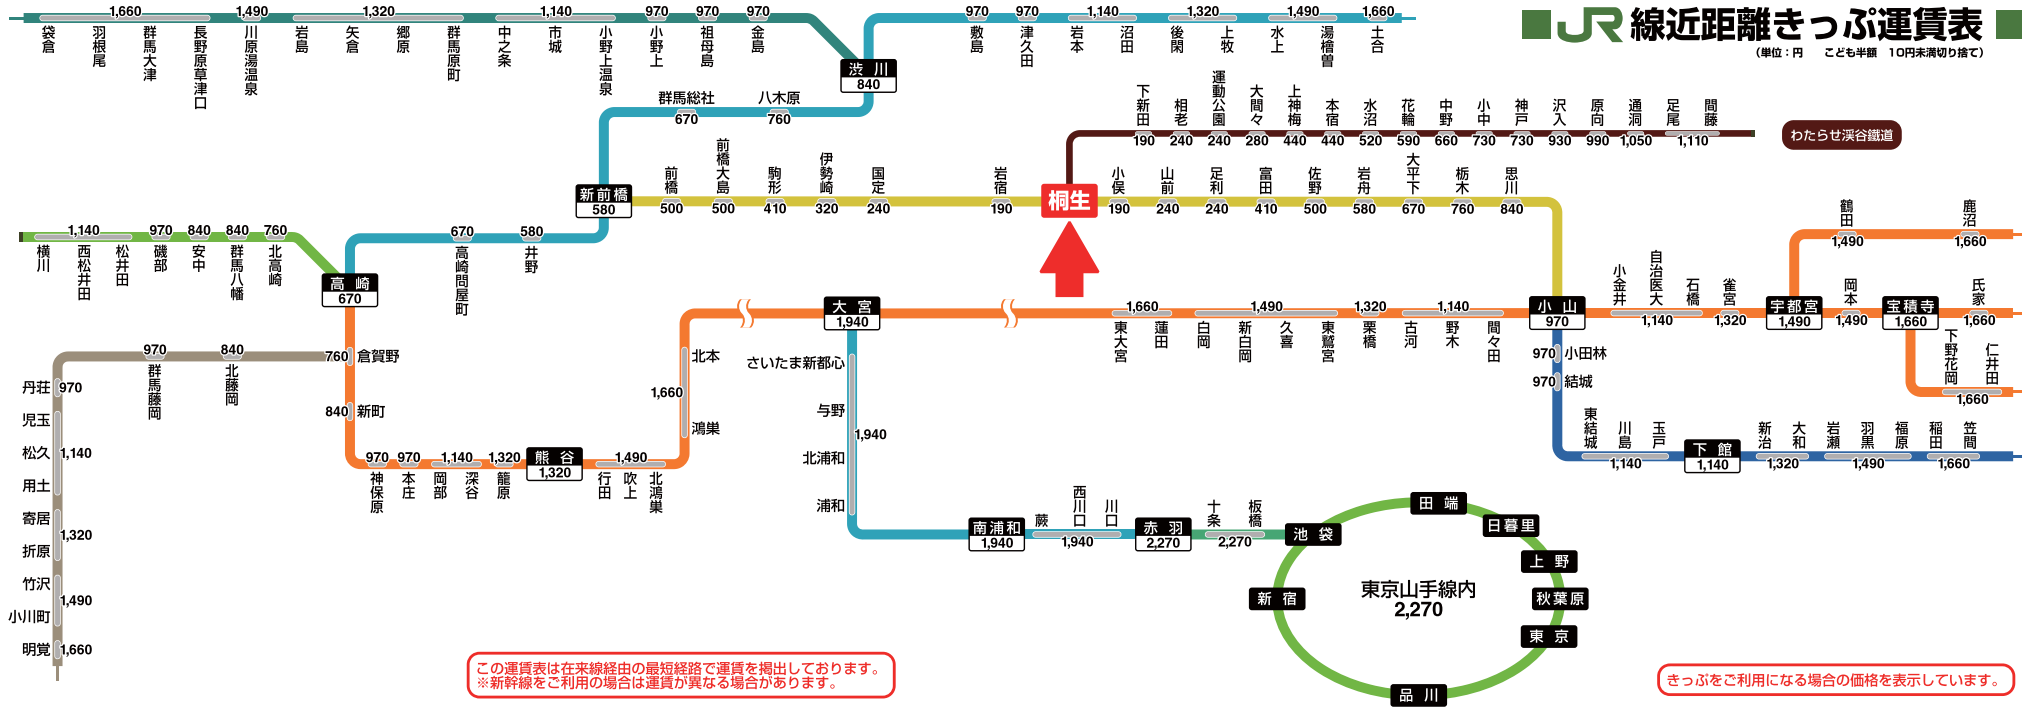 JR線近距離きっぷ運賃表
（単位：円　こども半額　10円未満切り捨て）
1,660
1,490
1,320
1,140
970
970
970
袋倉
羽根尾
群馬大津
長野原草津口
川原湯温泉
岩島
矢倉
郷原
群馬原町
中之条
市城
小野上温泉
小野上
祖母島
金島
渋川
840
970
970
1,140
1,320
1,490
1,660
敷島
津久田
岩本
沼田
後閑
上牧
水上
湯檜曽
土合
群馬総社
670
八木原
760
下新田
相老
運動公園
大間々
上神梅
本宿
水沼
花輪
中野
小中
神戸
沢入
原向
通洞
足尾
間藤
190
240
240
280
440
440
520
590
660
730
730
930
990
1,050
1,110
わたらせ渓谷鐵道
新前橋
580
前橋
前橋大島
駒形
伊勢崎
国定
岩宿
500
500
410
320
240
190
桐生
小俣
山前
足利
富田
佐野
岩舟
大平下
栃木
思川
190
240
240
410
500
580
670
760
840
1,140
970
840
840
760
横川
西松井田
松井田
磯部
安中
群馬八幡
北高崎
高崎
670
670
580
高崎問屋町
井野
鶴田
1,490
鹿沼
1,660
大宮
1,940
1,660
1,490
1,320
1,140
東大宮
蓮田
白岡
新白岡
久喜
東鷲宮
栗橋
古河
野木
間々田
小山
970
小金井
自治医大
石橋
雀宮
1,140
1,320
宇都宮
1,490
岡本
1,490
宝積寺
1,660
氏家
1,660
下野花岡
仁井田
1,660
970
840
群馬藤岡
北藤岡
760
倉賀野
840
新町
丹荘
970
児玉
松久
1,140
用土
寄居
1,320
折原
竹沢
1,490
小川町
明覚
1,660
970
970
1,140
1,320
神保原
本庄
岡部
深谷
籠原
熊谷
1,320
1,490
行田
吹上
北鴻巣
北本
1,660
鴻巣
さいたま新都心
与野
1,940
北浦和
浦和
南浦和
1,940
蕨
西川口
川口
1,940
赤羽
2,270
十条
板橋
2,270
970
小田林
970
結城
東結城
川島
玉戸
1,140
下館
1,140
新治
大和
岩瀬
羽黒
福原
稲田
笠間
1,320
1,490
1,660
池袋
田端
日暮里
上野
秋葉原
東京
品川
新宿
東京山手線内
2,270
この運賃表は在来線経由の最短経路で運賃を掲出しております。
※新幹線をご利用の場合は運賃が異なる場合があります。
きっぷをご利用になる場合の価格を表示しています。